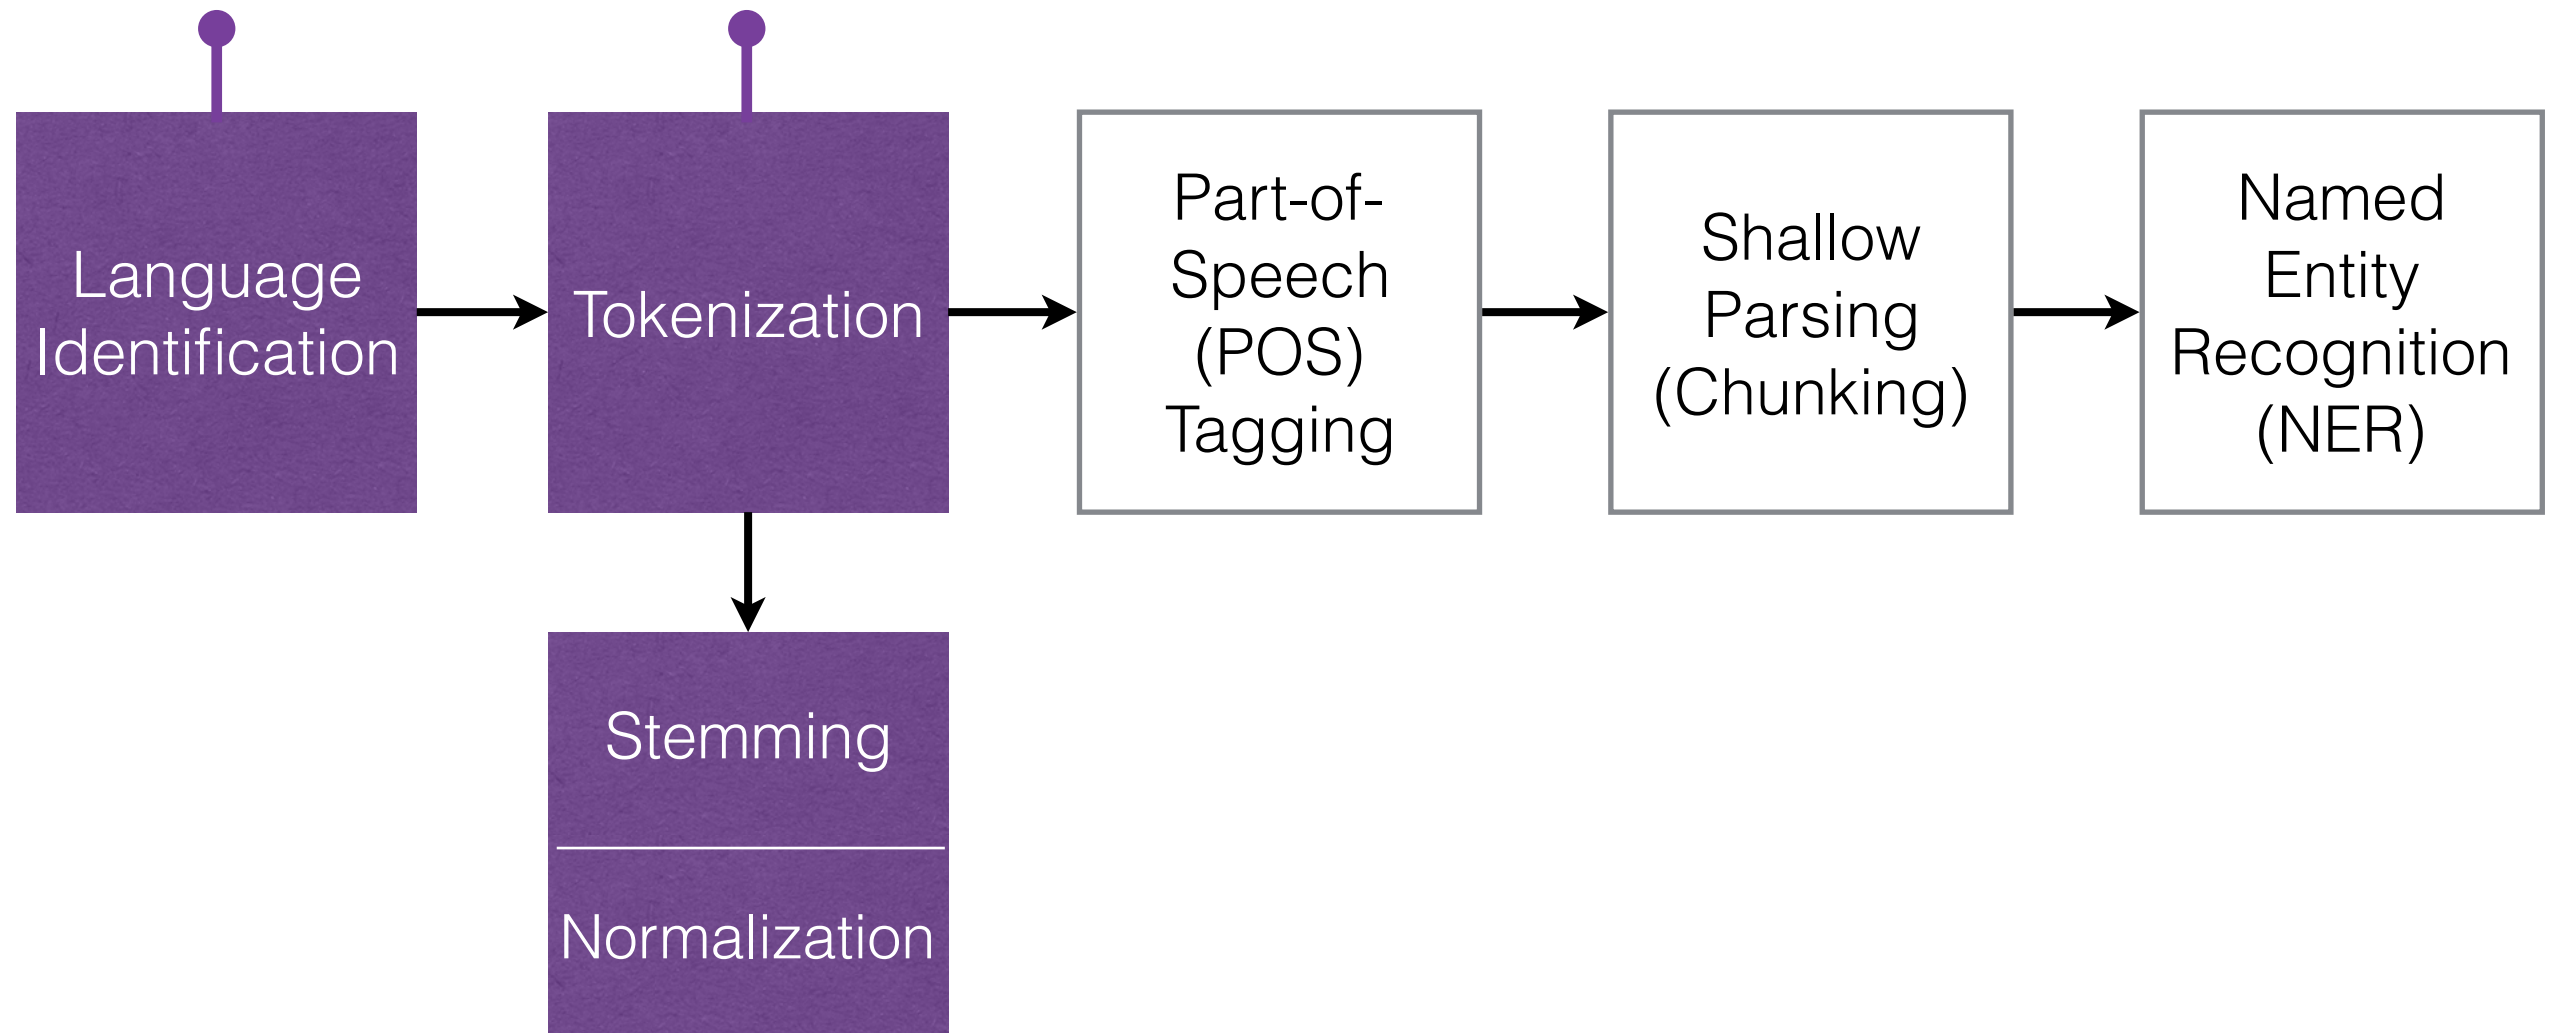 Language
Identification
Tokenization
Part-of-
Speech
(POS)
Tagging
Shallow
Parsing
(Chunking)
Named
Entity
Recognition
(NER)
Stemming
Normalization